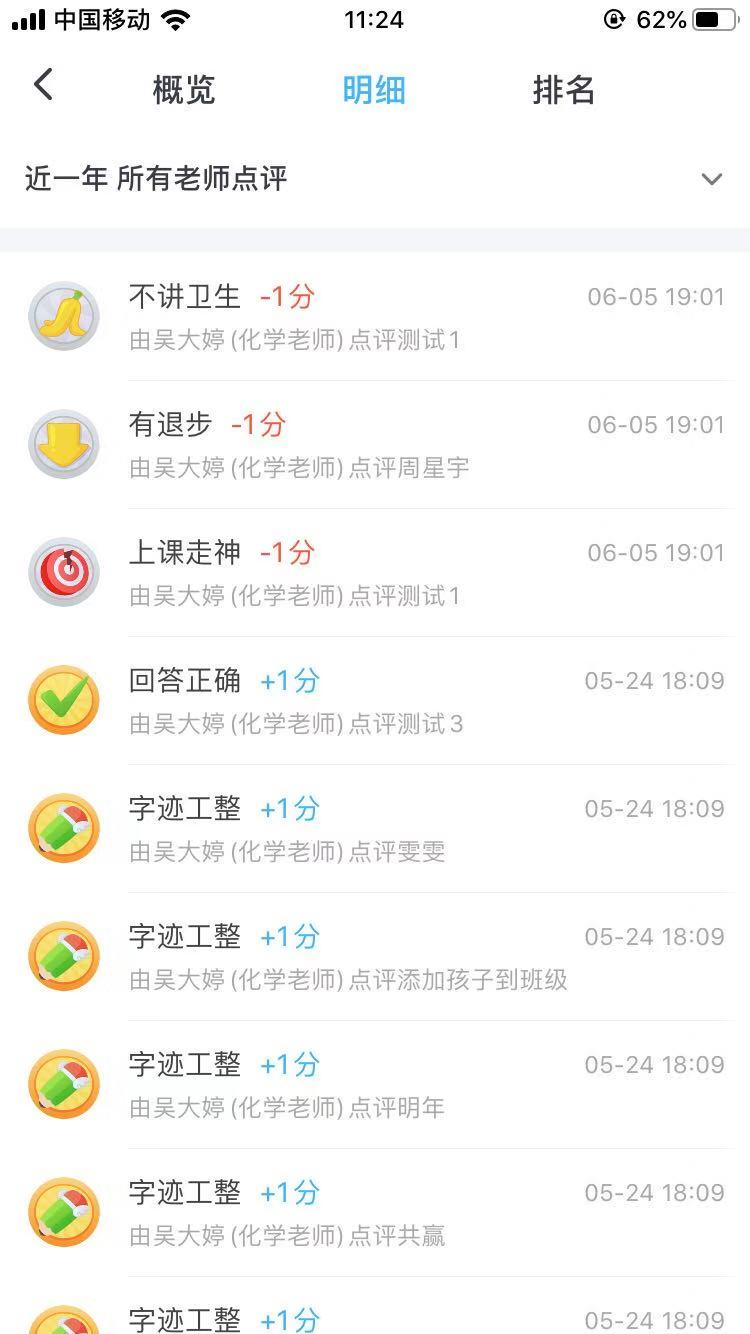 中国移动 11:24 62%
概览 明细 排名
近一年 所有老师点评
不讲卫生 -1分 06-05 19:01
由吴大婷(化学老师)点评测试1
有退步 -1分 06-05 19:01
由吴大婷(化学老师)点评周星宇
上课走神 -1分 06-05 19:01
由吴大婷(化学老师)点评测试1
回答正确 +1分 05-24 18:09
由吴大婷(化学老师)点评测试3
字迹工整 +1分 05-24 18:09
由吴大婷(化学老师)点评雯雯
字迹工整 +1分 05-24 18:09
由吴大婷(化学老师)点评添加孩子到班级
字迹工整 +1分 05-24 18:09
由吴大婷(化学老师)点评明年
字迹工整 +1分 05-24 18:09
由吴大婷(化学老师)点评共赢
字迹工整 +1分 05-24 18:09